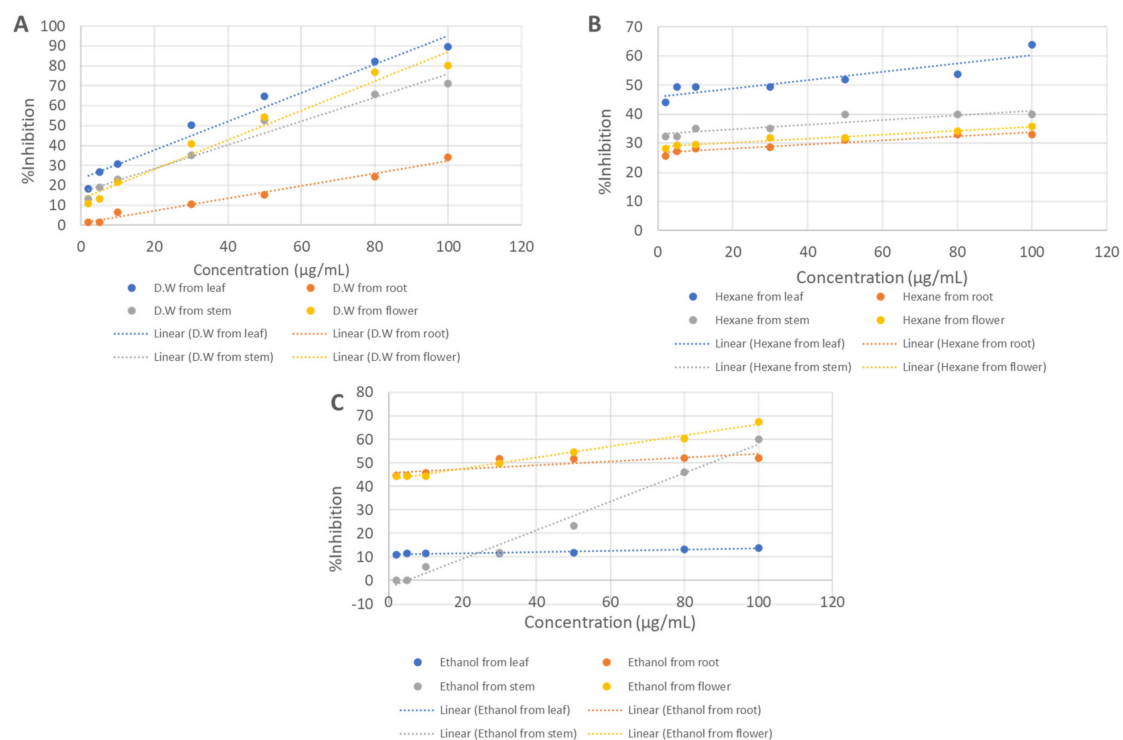 A
100
90
80
70
60
50
40
30
20
10
0
%Inhibition
20 40 60 80 100 120
Concentration (µg/mL)
D.W from leaf D.W from root
D.W from stem D.W from flower
Linear (D.W from leaf) Linear (D.W from root)
Linear (D.W from stem) Linear (D.W from flower)
B
70
60
50
40
30
20
10
0
%Inhibition
20 40 60 80 100 120
Concentration (µg/mL)
Hexane from leaf Hexane from root
Hexane from stem Hexane from flower
Linear (Hexane from leaf) Linear (Hexane from root)
Linear (Hexane from stem) Linear (Hexane from flower)
C
80
70
60
50
40
30
20
10
0
-10
%Inhibition
20 40 60 80 100 120
Concentration (µg/mL)
Ethanol from leaf Ethanol from root
Ethanol from stem Ethanol from flower
Linear (Ethanol from leaf) Linear (Ethanol from root)
Linear (Ethanol from stem) Linear (Ethanol from flower)